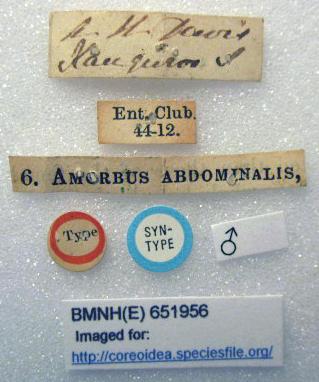 Ent. Club.
44-12.
6. AMORBUS ABDOMINALIS,
Type
SYN-
TYPE
♂
BMNH(E) 651956
Imaged for:
http://coreoidea.speciesfile.org/